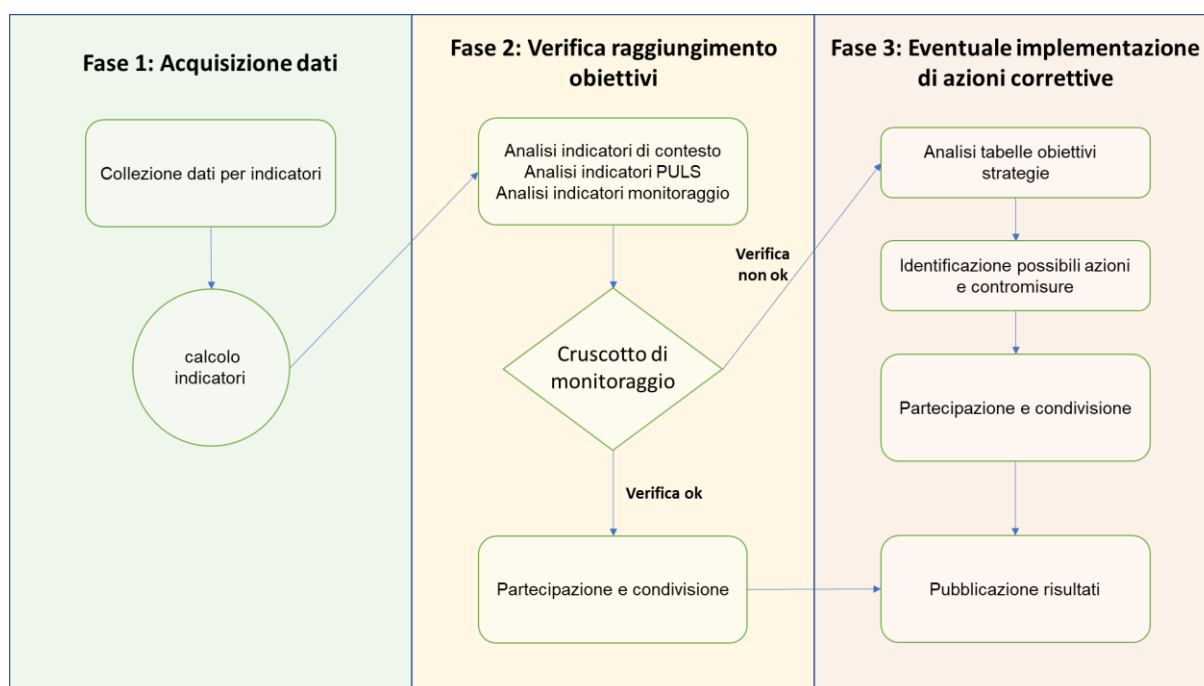 Fase 1: Acquisizione dati
Collezione dati per indicatori
calcolo
indicatori
Fase 2: Verifica raggiungimento
obiettivi
Analisi indicatori di contesto
Analisi indicatori PULS
Analisi indicatori monitoraggio
Verifica
non ok
Cruscotto di
monitoraggio
Verifica ok
Partecipazione e condivisione
Fase 3: Eventuale implementazione
di azioni correttive
Analisi tabelle obiettivi
strategie
Identificazione possibili azioni
e contromisure
Partecipazione e condivisione
Pubblicazione risultati